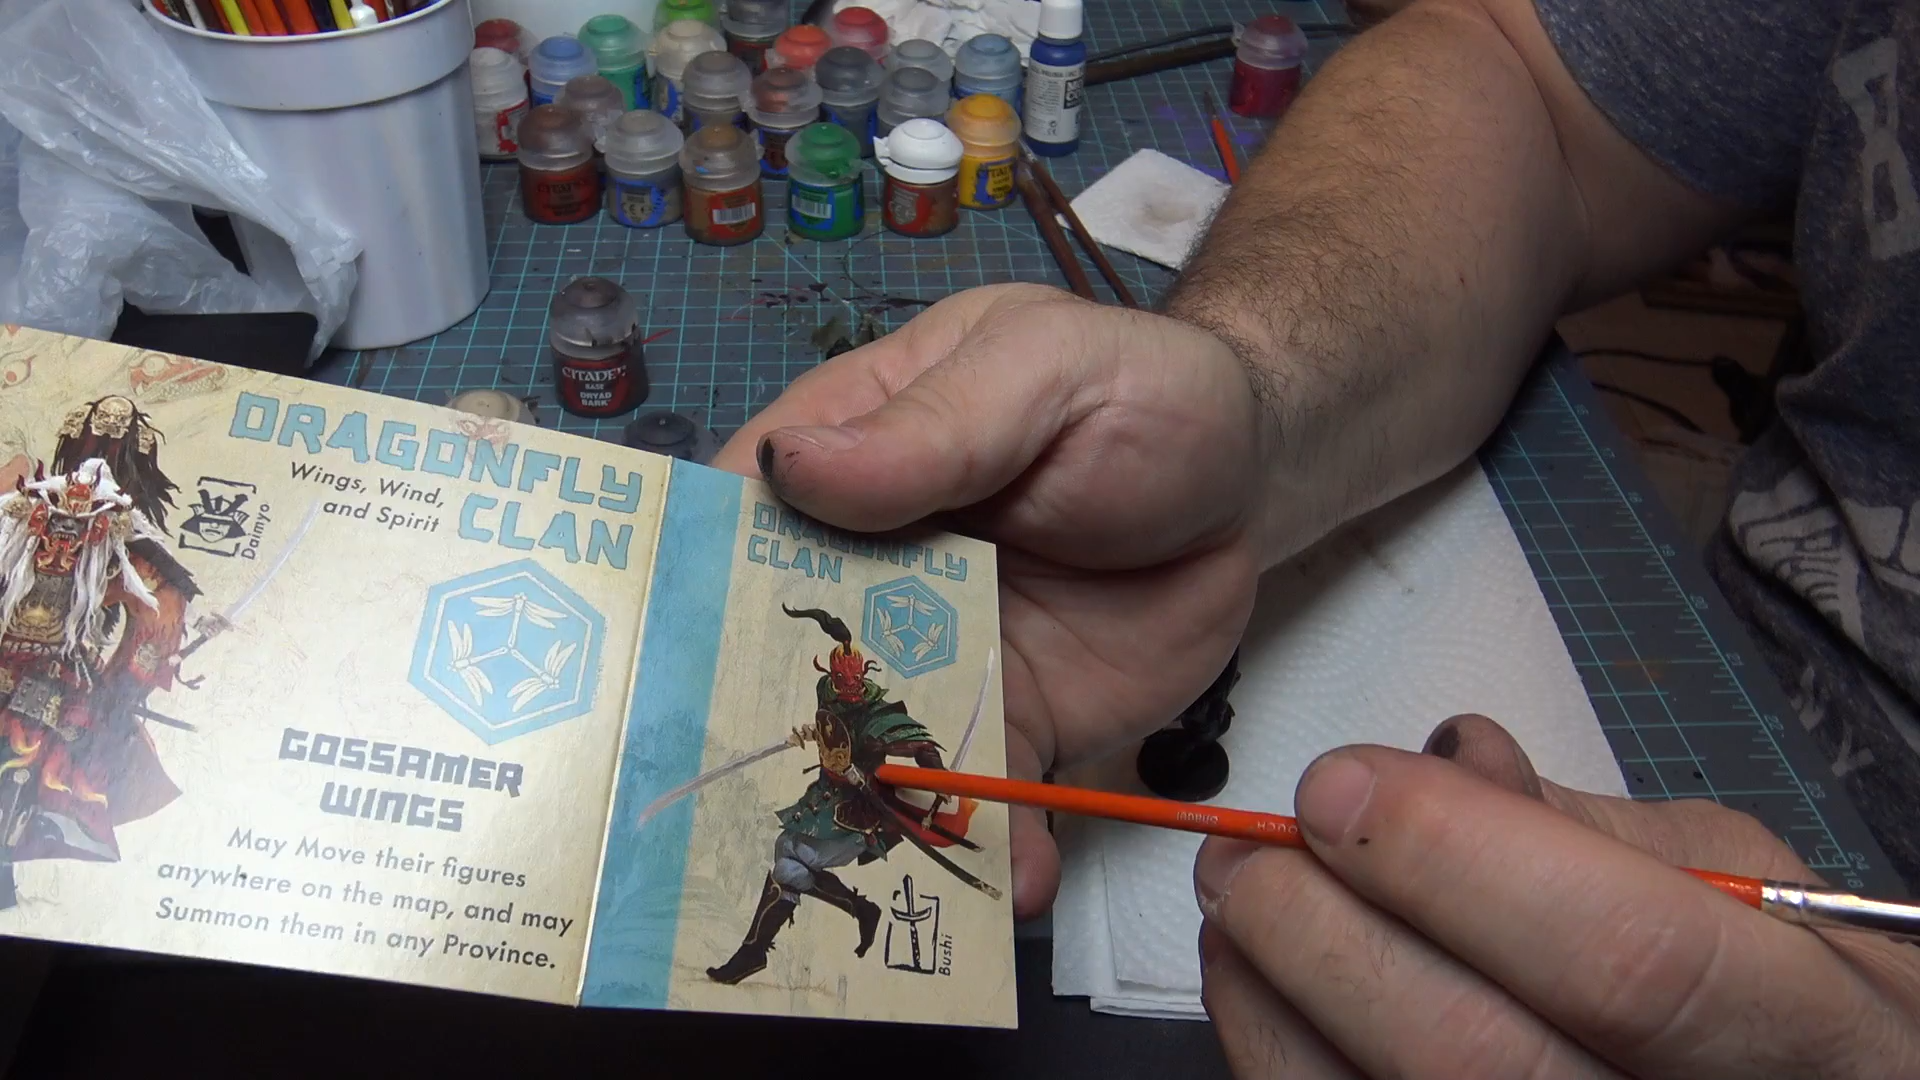 CITADEL
BASE
DRYAD
BARK
DRAGONFLY
CLAN
Wings, Wind,
and Spirit
Daimyo
GOSSAMER
WINGS
May Move their figures
anywhere on the map, and may
Summon them in any Province.
DRAGONFLY
CLAN
Bushi